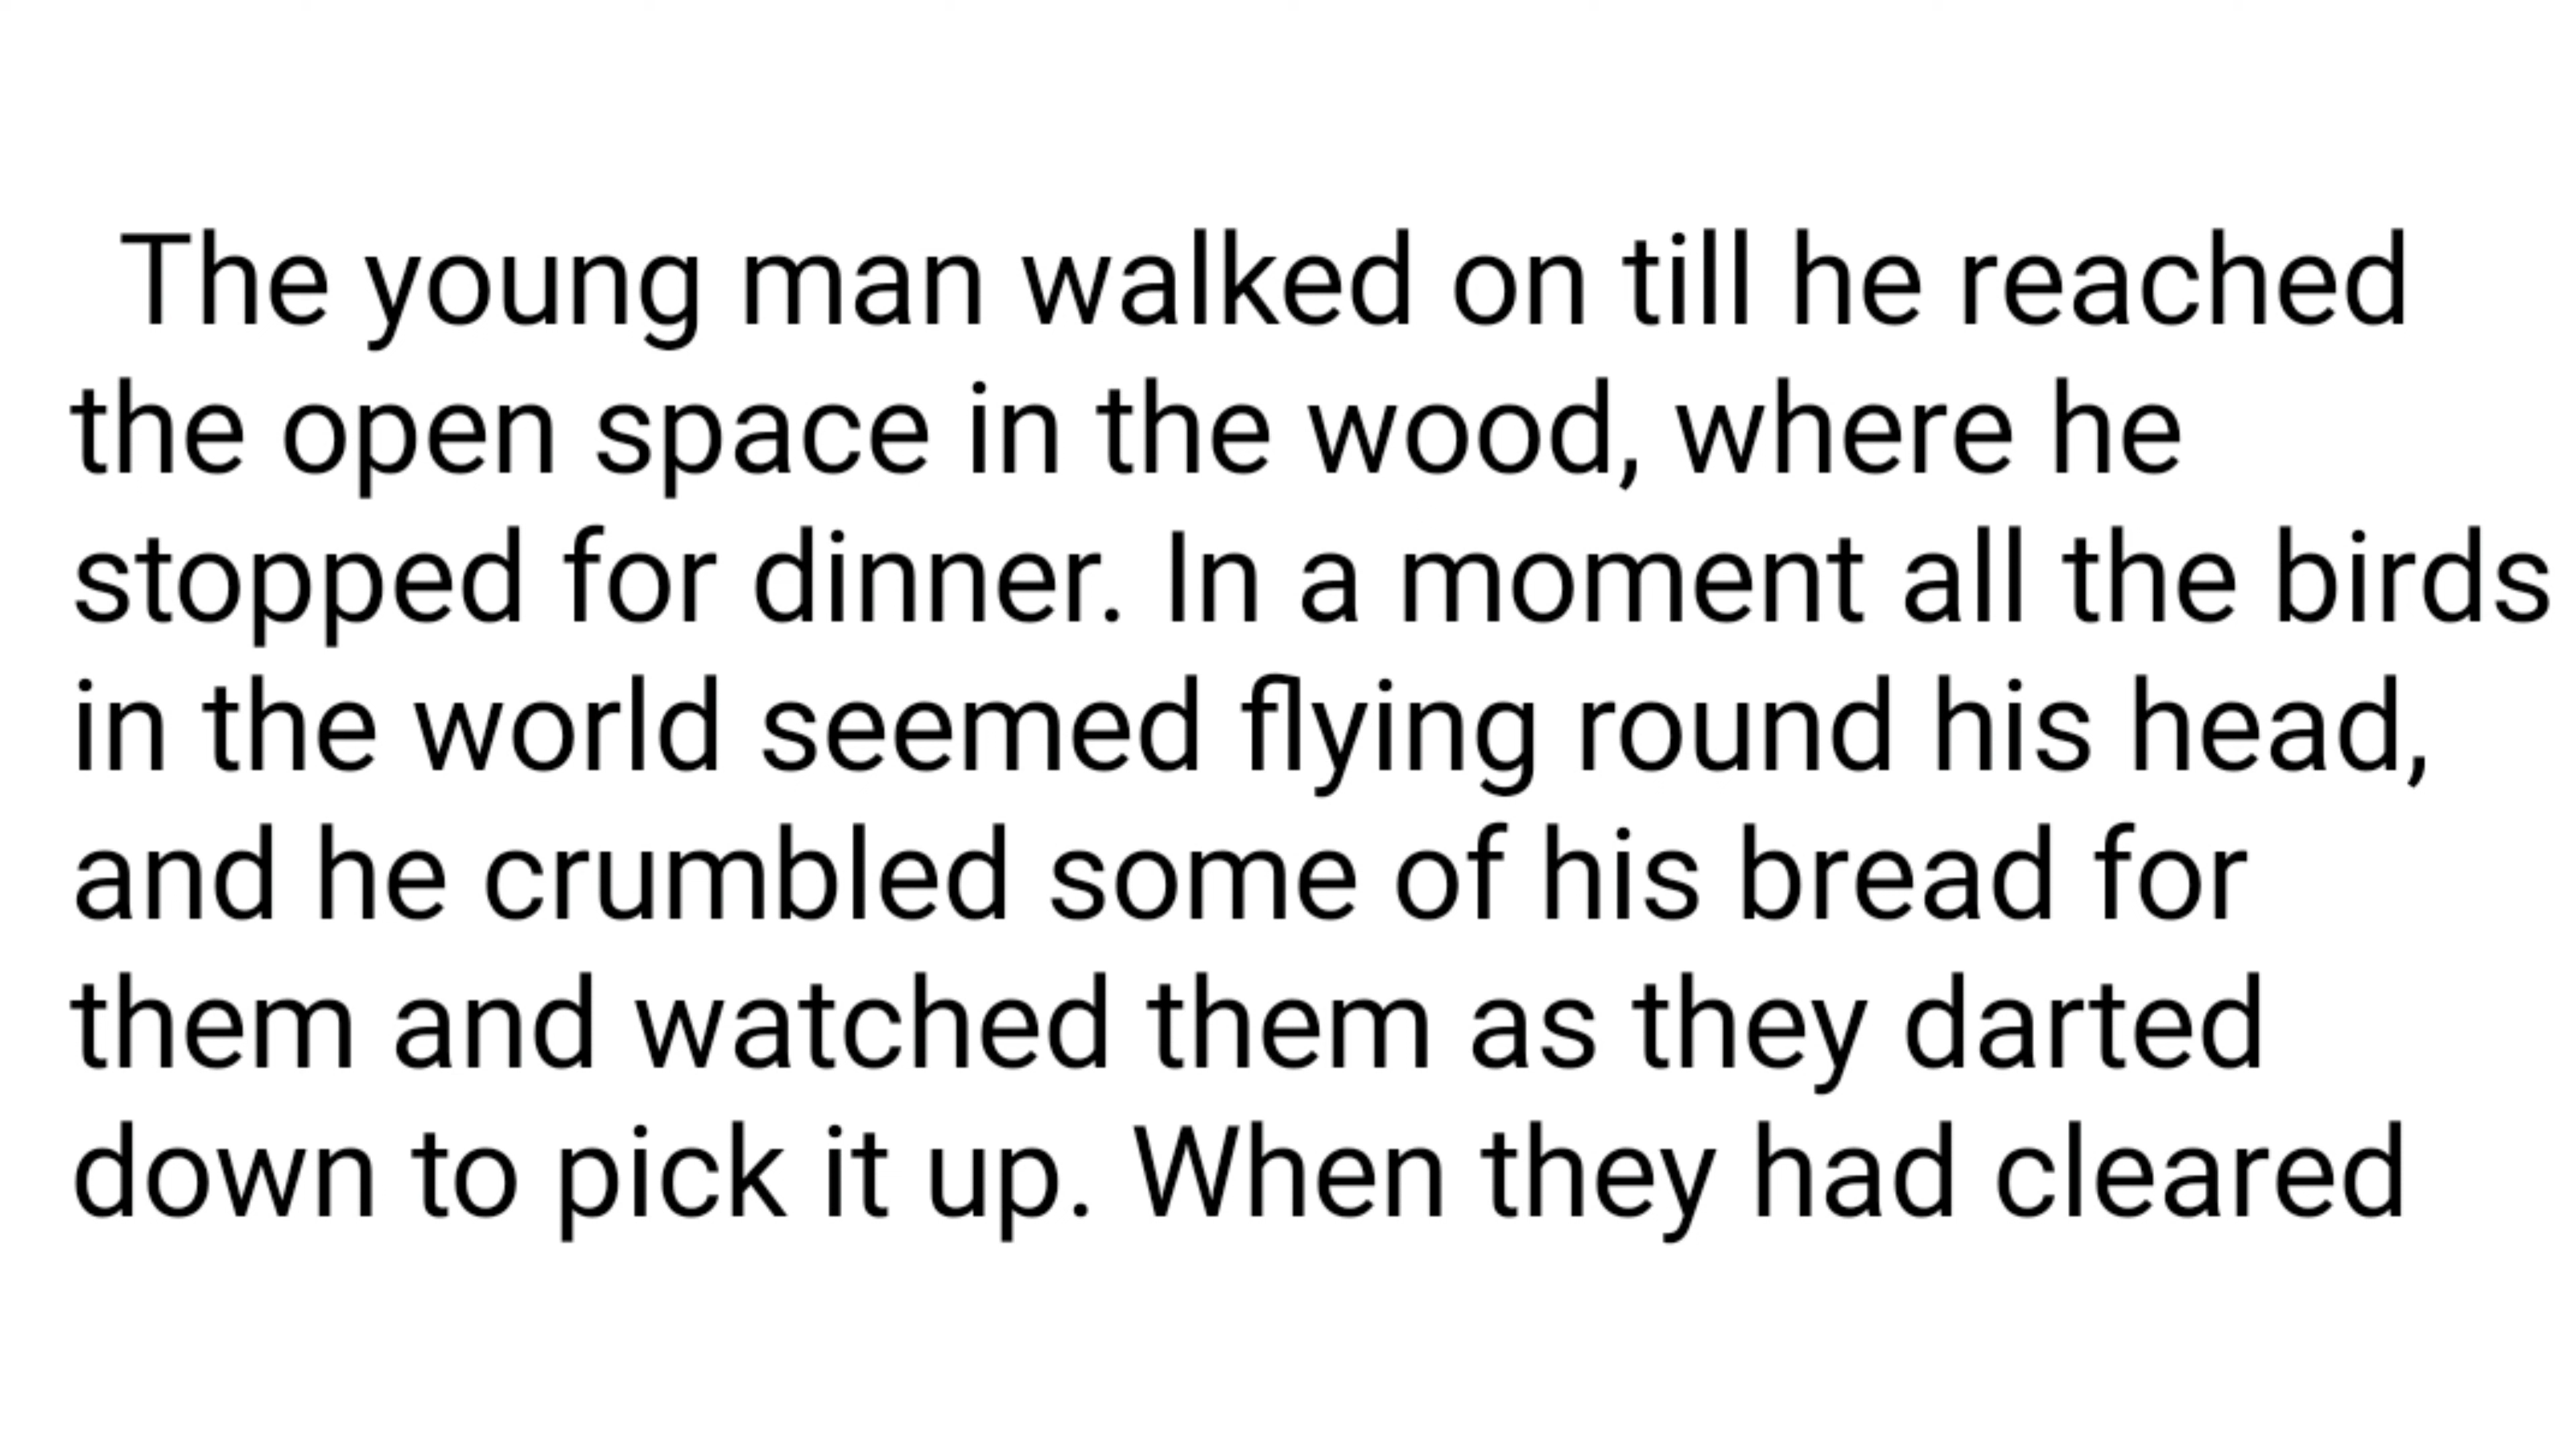 The young man walked on till he reached
the open space in the wood, where he
stopped for dinner. In a moment all the birds
in the world seemed flying round his head,
and he crumbled some of his bread for
them and watched them as they darted
down to pick it up. When they had cleared